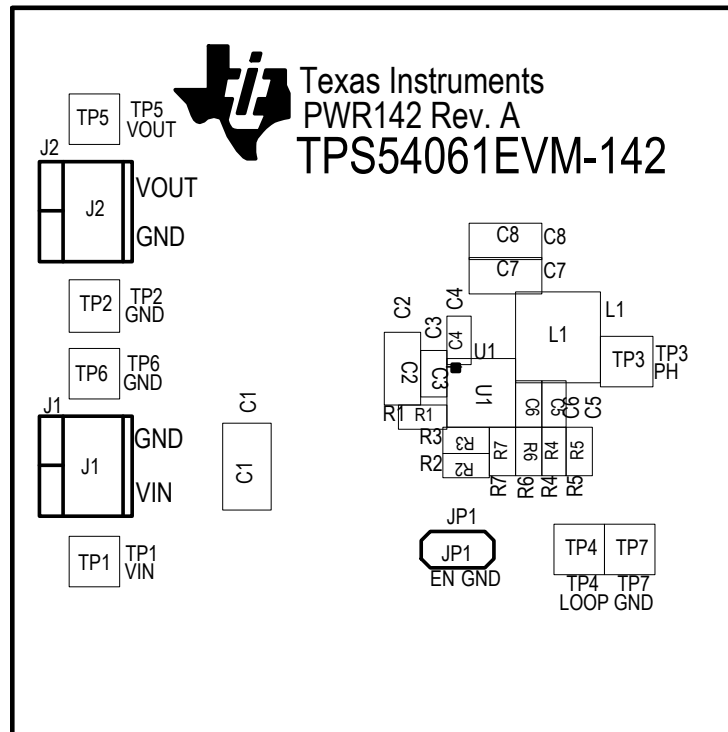 Texas Instruments
PWR142 Rev. A
TPS54061EVM-142
TP5
TP5
VOUT
J2
J2
VOUT
GND
TP2
TP2
GND
TP6
TP6
GND
J1
J1
GND
VIN
TP1
TP1
VIN
C1
C1
C8
C8
C7
C7
L1
L1
TP3
TP3
PH
C2
C2
C3
C3
C4
C4
U1
U1
R1
R1
R3
R3
R2
R2
R7
R7
C6
C6
C5
C5
R6
R6
R4
R4
R5
R5
JP1
JP1
EN GND
TP4
TP7
TP4 TP7
LOOP GND